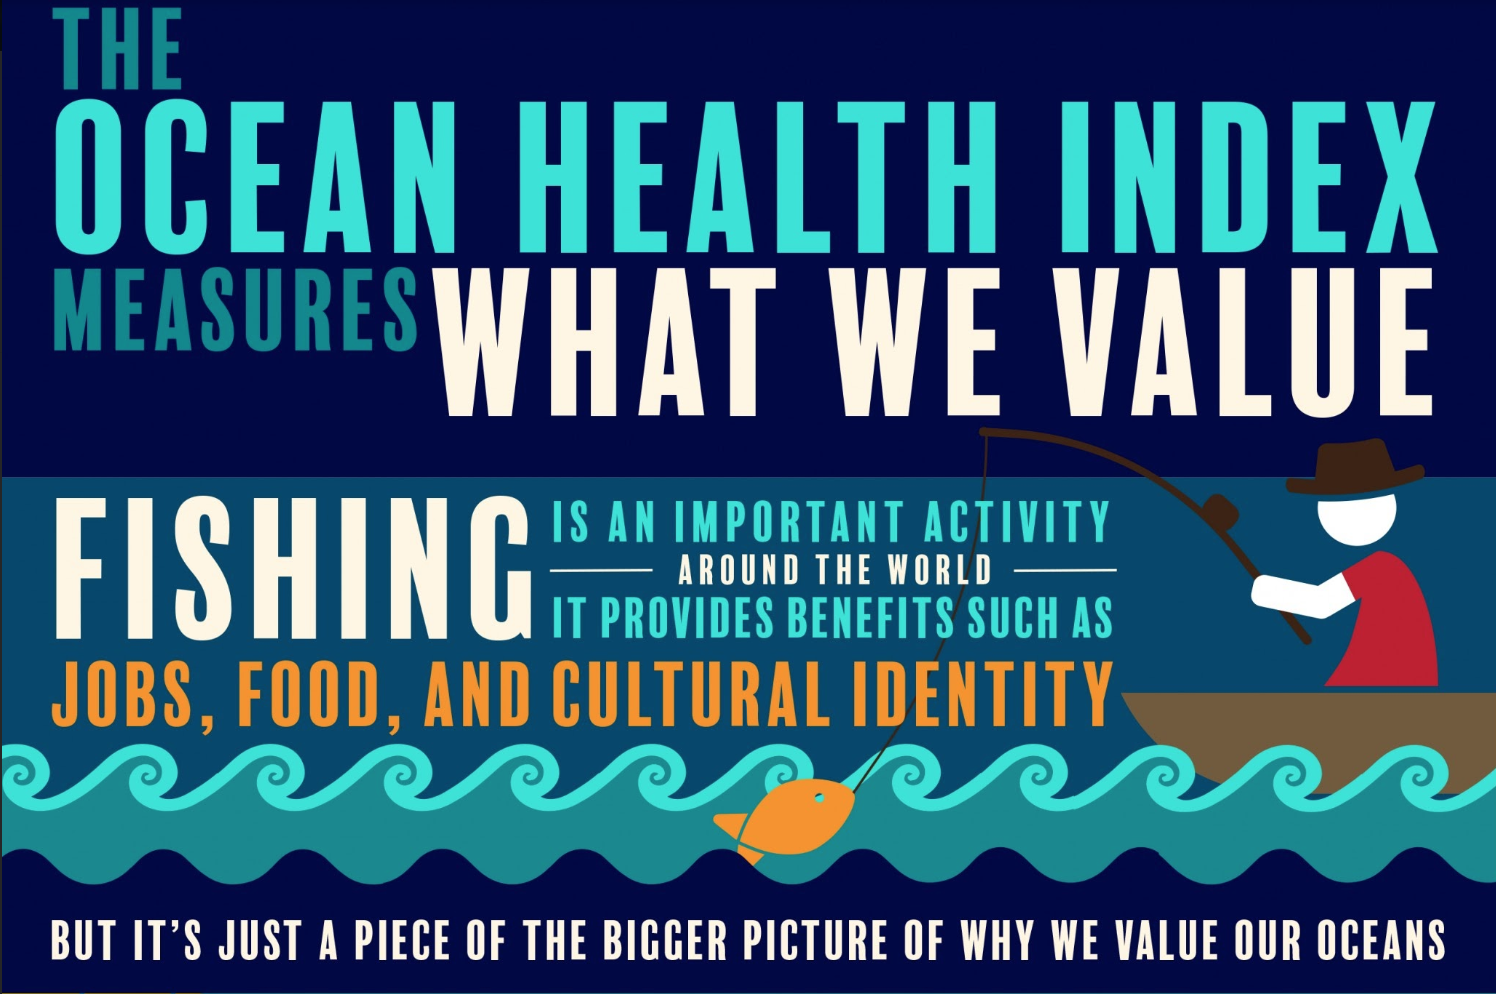 THE
OCEAN HEALTH INDEX
MEASURES WHAT WE VALUE
FISHING IS AN IMPORTANT ACTIVITY
AROUND THE WORLD
IT PROVIDES BENEFITS SUCH AS
JOBS, FOOD, AND CULTURAL IDENTITY
BUT IT'S JUST A PIECE OF THE BIGGER PICTURE OF WHY WE VALUE OUR OCEANS